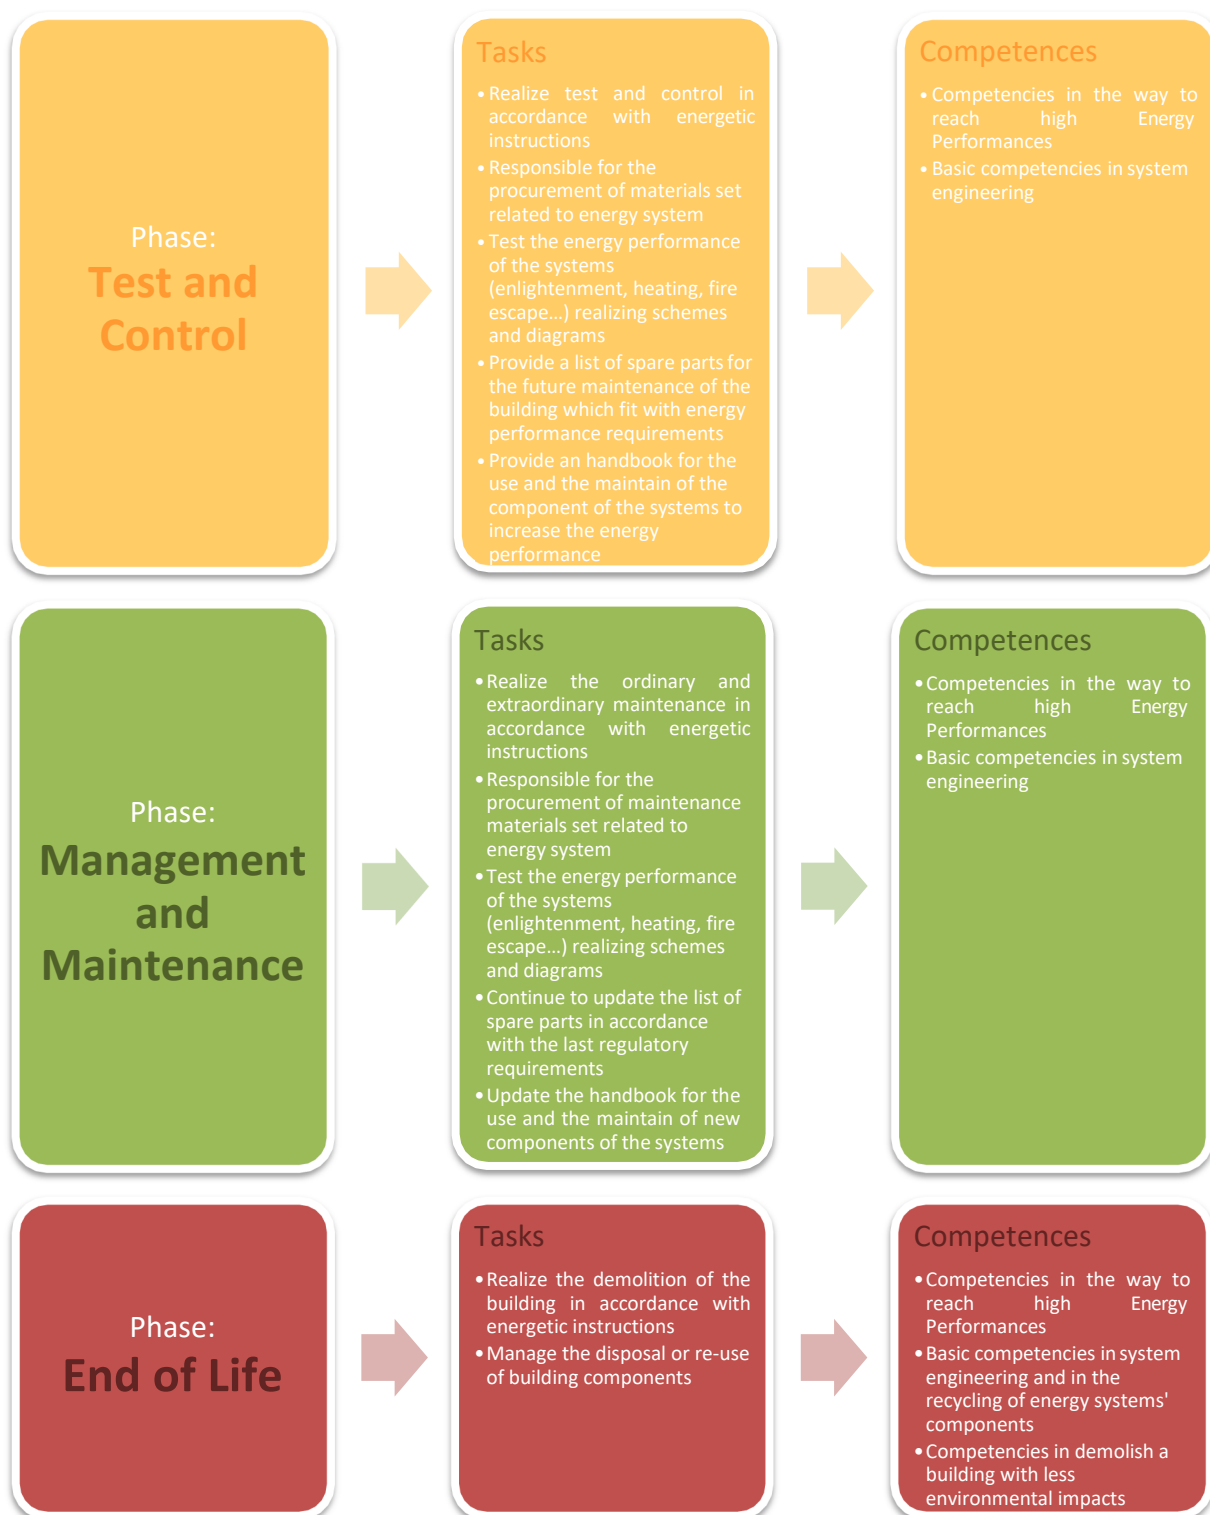 Phase:
Test and
Control
Tasks
• Realize test and control in
accordance with energetic
instructions
• Responsible for the
procurement of materials set
related to energy system
• Test the energy performance
of the systems
(enlightenment, heating, fire
escape...) realizing schemes
and diagrams
• Provide a list of spare parts for
the future maintenance of the
building which fit with energy
performance requirements
• Provide an handbook for the
use and the maintain of the
component of the systems to
increase the energy
performance
Competences
• Competencies in the way to
reach high Energy
Performances
• Basic competencies in system
engineering
Phase:
Management
and
Maintenance
Tasks
• Realize the ordinary and
extraordinary maintenance in
accordance with energetic
instructions
• Responsible for the
procurement of maintenance
materials set related to
energy system
• Test the energy performance
of the systems
(enlightenment, heating, fire
escape...) realizing schemes
and diagrams
• Continue to update the list of
spare parts in accordance
with the last regulatory
requirements
• Update the handbook for the
use and the maintain of new
components of the systems
Competences
• Competencies in the way to
reach high Energy
Performances
• Basic competencies in system
engineering
Phase:
End of Life
Tasks
• Realize the demolition of the
building in accordance with
energetic instructions
• Manage the disposal or re-use
of building components
Competences
• Competencies in the way to
reach high Energy
Performances
• Basic competencies in system
engineering and in the
recycling of energy systems'
components
• Competencies in demolish a
building with less
environmental impacts